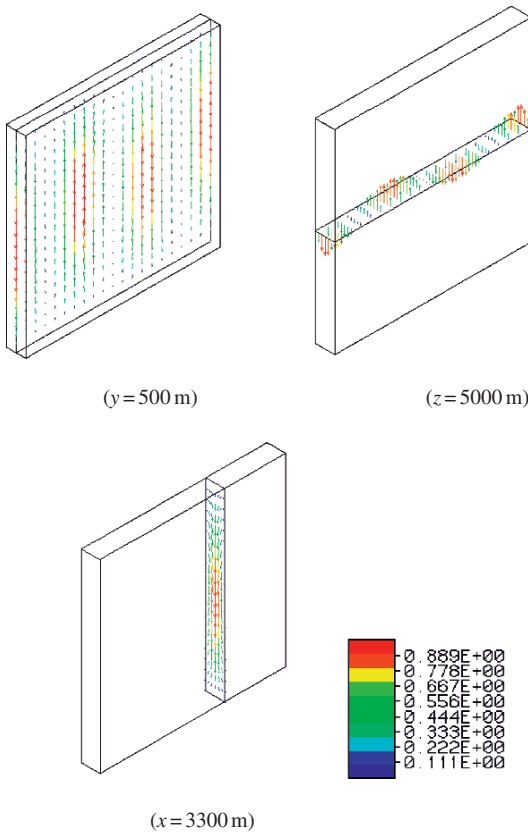 (y = 500 m)
(z = 5000 m)
0.889E+00
0.778E+00
0.667E+00
0.556E+00
0.444E+00
0.333E+00
0.222E+00
0.111E+00
(x = 3300 m)